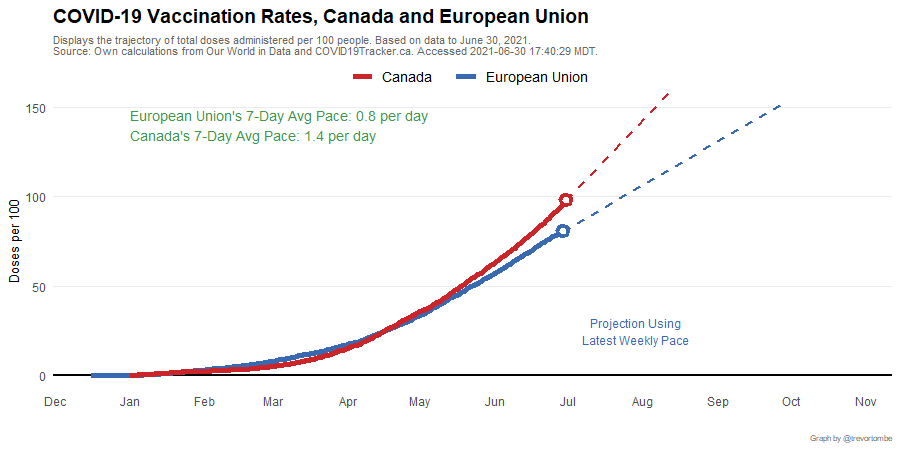 COVID-19 Vaccination Rates, Canada and European Union
Displays the trajectory of total doses administered per 100 people. Based on data to June 30, 2021.
Source: Own calculations from Our World in Data and COVID19Tracker.ca. Accessed 2021-06-30 17:40:29 MDT.
Canada European Union
European Union's 7-Day Avg Pace: 0.8 per day
Canada's 7-Day Avg Pace: 1.4 per day
Doses per 100
150
100
50
0
Projection Using
Latest Weekly Pace
Dec Jan Feb Mar Apr May Jun Jul Aug Sep Oct Nov
Graph by @trevortombe